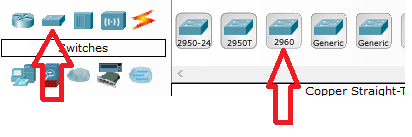 2950-24 2950T 2960 Generic Generic
Switches
Copper Straight-T